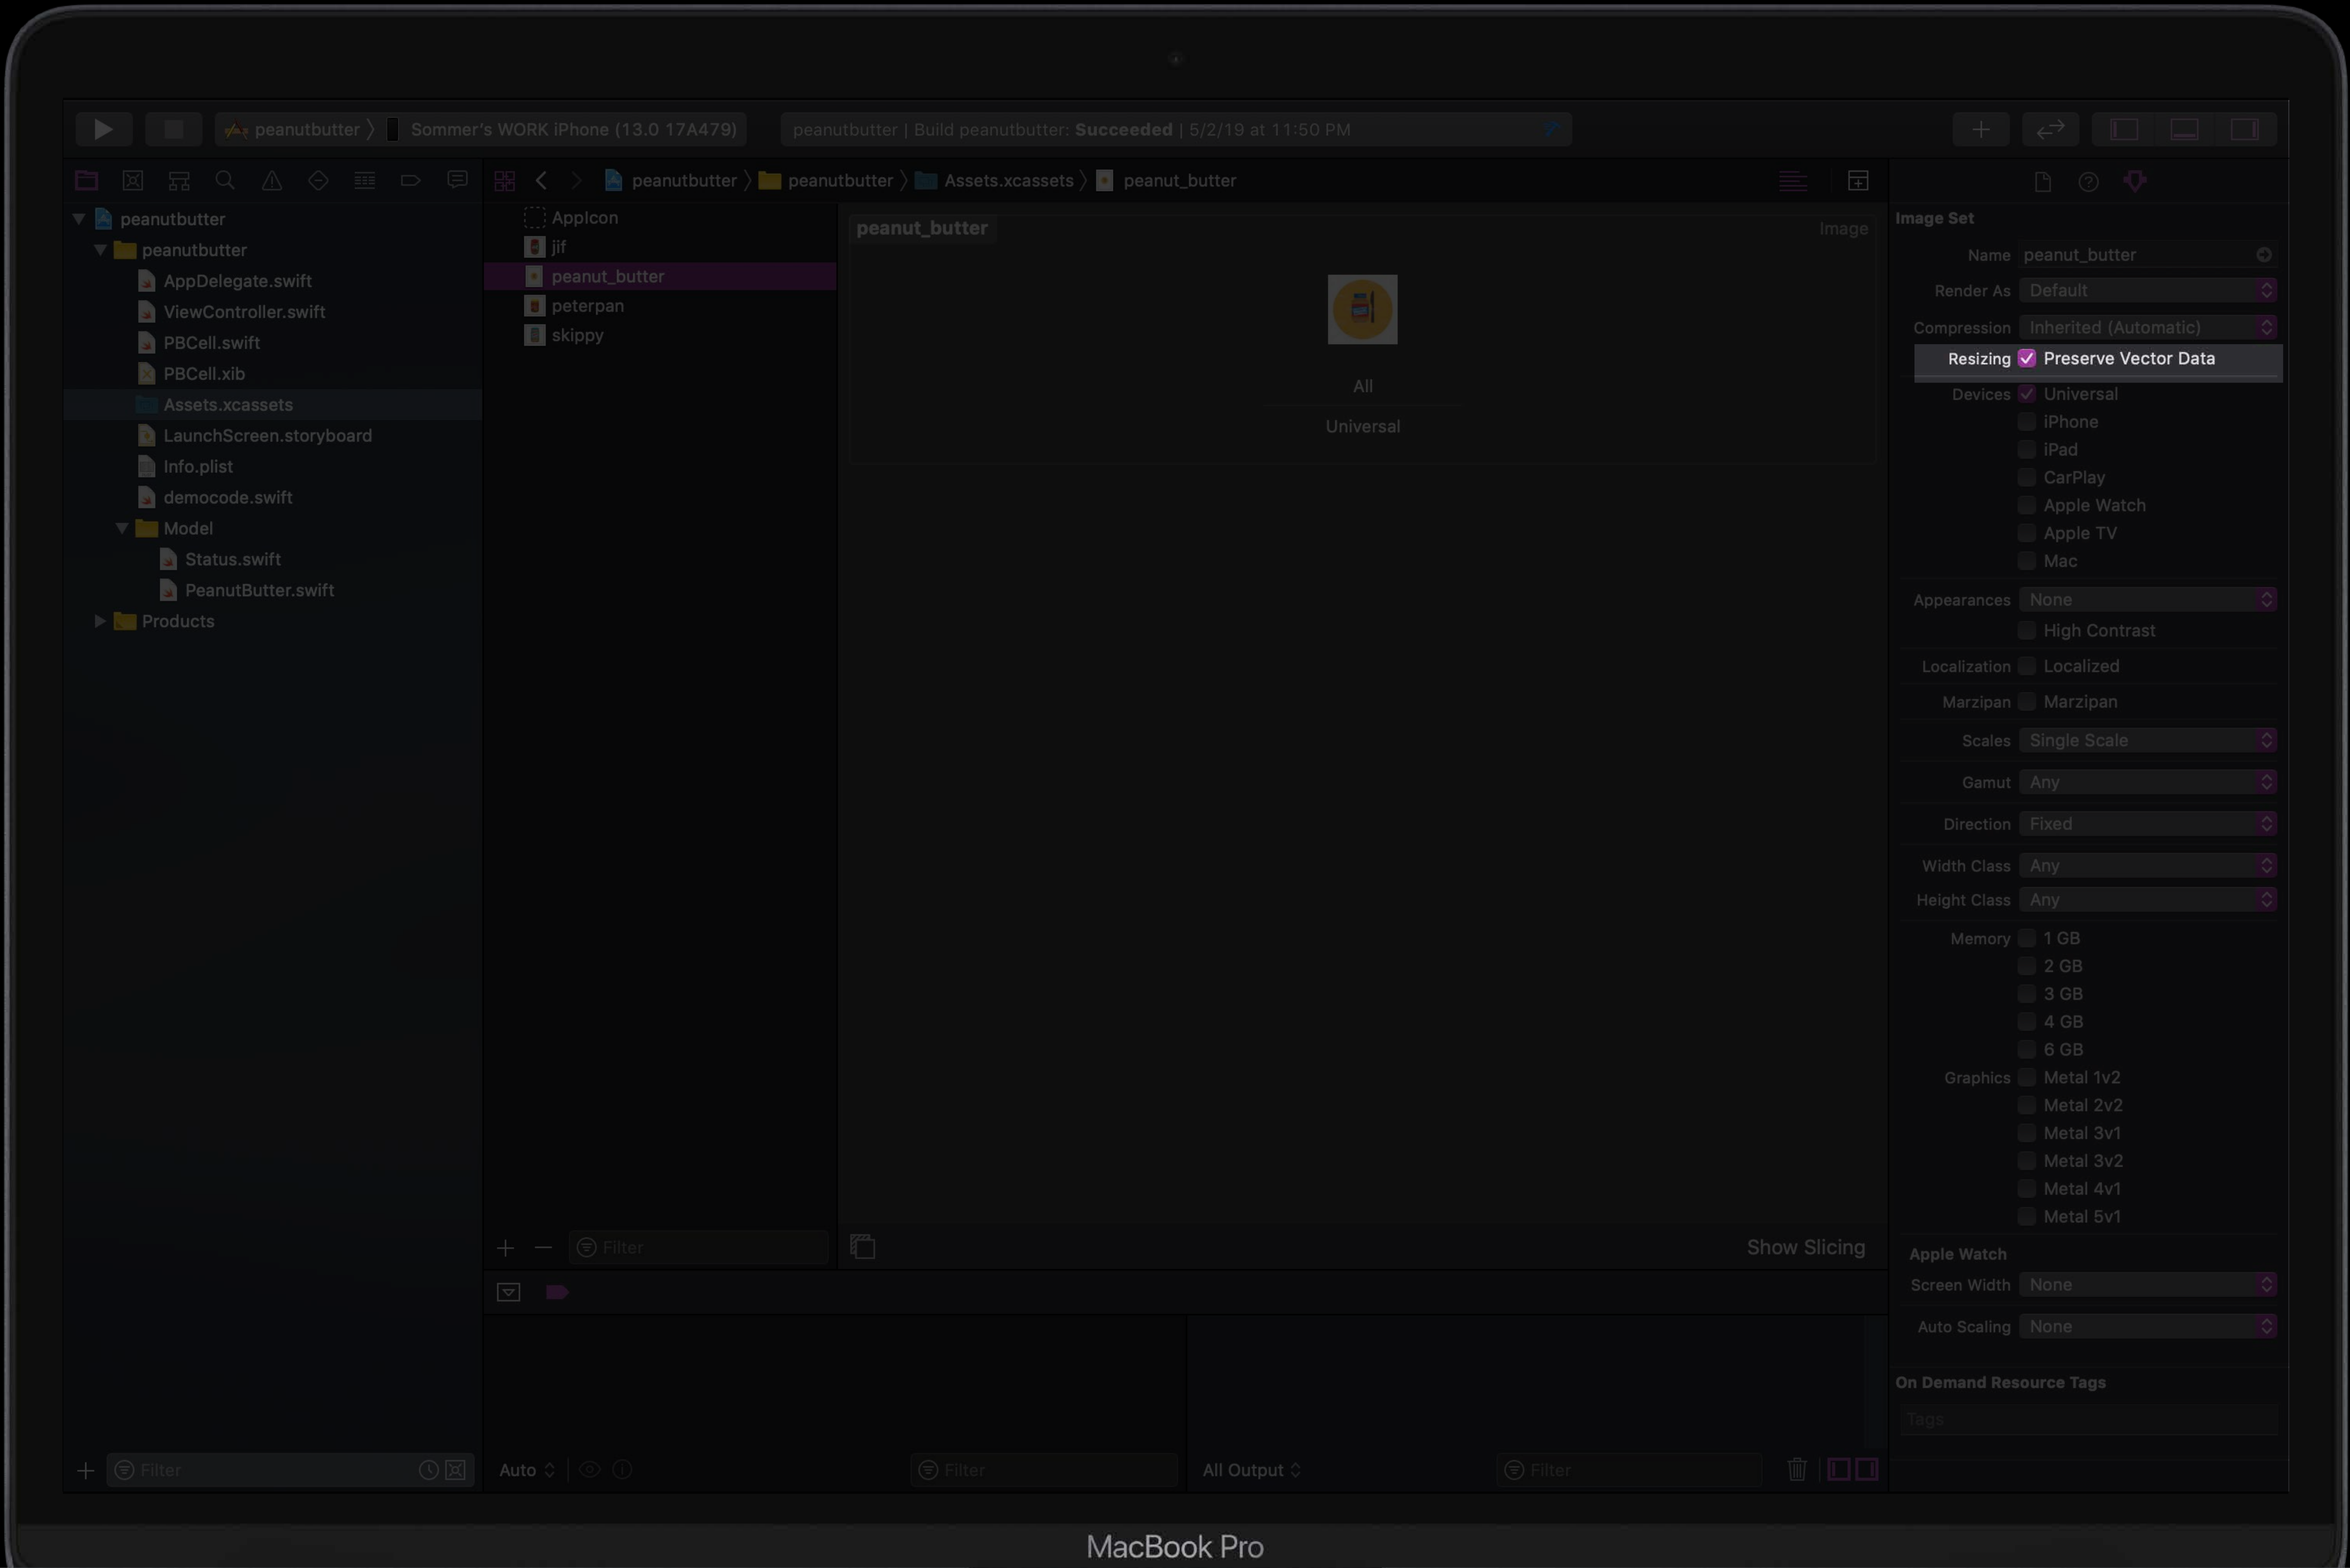 peanutbutter Sommer's WORK iPhone (13.0 17A479)
peanutbutter | Build peanutbutter: Succeeded | 5/2/19 at 11:50 PM
peanutbutter
peanutbutter
AppDelegate.swift
ViewController.swift
PBCell.swift
PBCell.xib
Assets.xcassets
LaunchScreen.storyboard
Info.plist
democode.swift
Model
Status.swift
PeanutButter.swift
Products
Filter
peanutbutter peanutbutter Assets.xcassets peanut_butter
AppIcon
jif
peanut_butter
peterpan
skippy
Filter
peanut_butter Image
All
Universal
Show Slicing
Auto Filter
All Output Filter
Image Set
Name peanut_butter
Render As Default
Compression Inherited (Automatic)
Resizing Preserve Vector Data
Devices Universal
iPhone
iPad
CarPlay
Apple Watch
Apple TV
Mac
Appearances None
High Contrast
Localization Localized
Marzipan Marzipan
Scales Single Scale
Gamut Any
Direction Fixed
Width Class Any
Height Class Any
Memory 1 GB
2 GB
3 GB
4 GB
6 GB
Graphics Metal 1v2
Metal 2v2
Metal 3v1
Metal 3v2
Metal 4v1
Metal 5v1
Apple Watch
Screen Width None
Auto Scaling None
On Demand Resource Tags
Tags
MacBook Pro